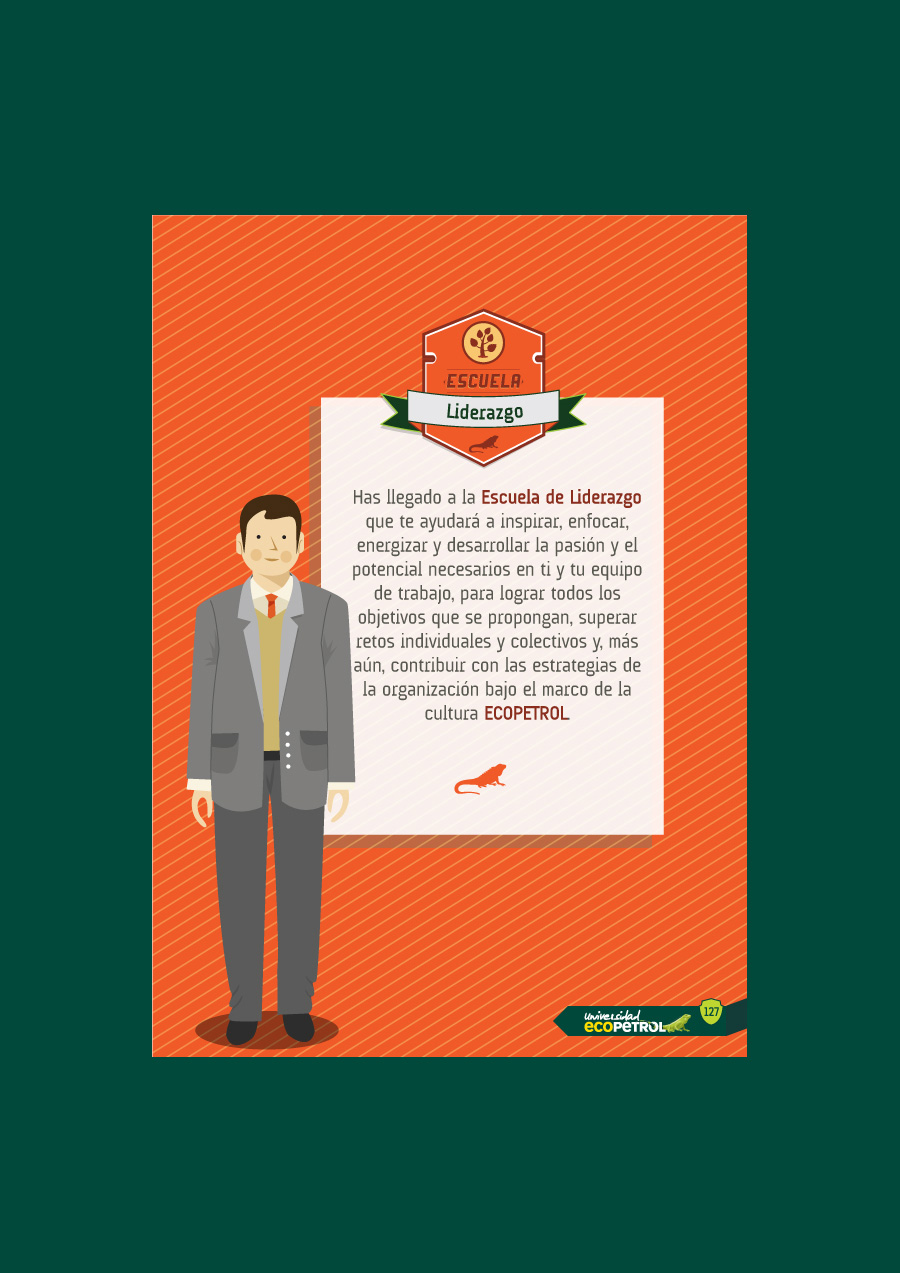 ESCUELA
Liderazgo
Has llegado a la Escuela de Liderazgo
que te ayudará a inspirar, enfocar,
energizar y desarrollar la pasión y el
potencial necesarios en ti y tu equipo
de trabajo, para lograr todos los
objetivos que se propongan, superar
retos individuales y colectivos y, más
aún, contribuir con las estrategias de
la organización bajo el marco de la
cultura ECOPETROL
universidad
ecoPETROL
127